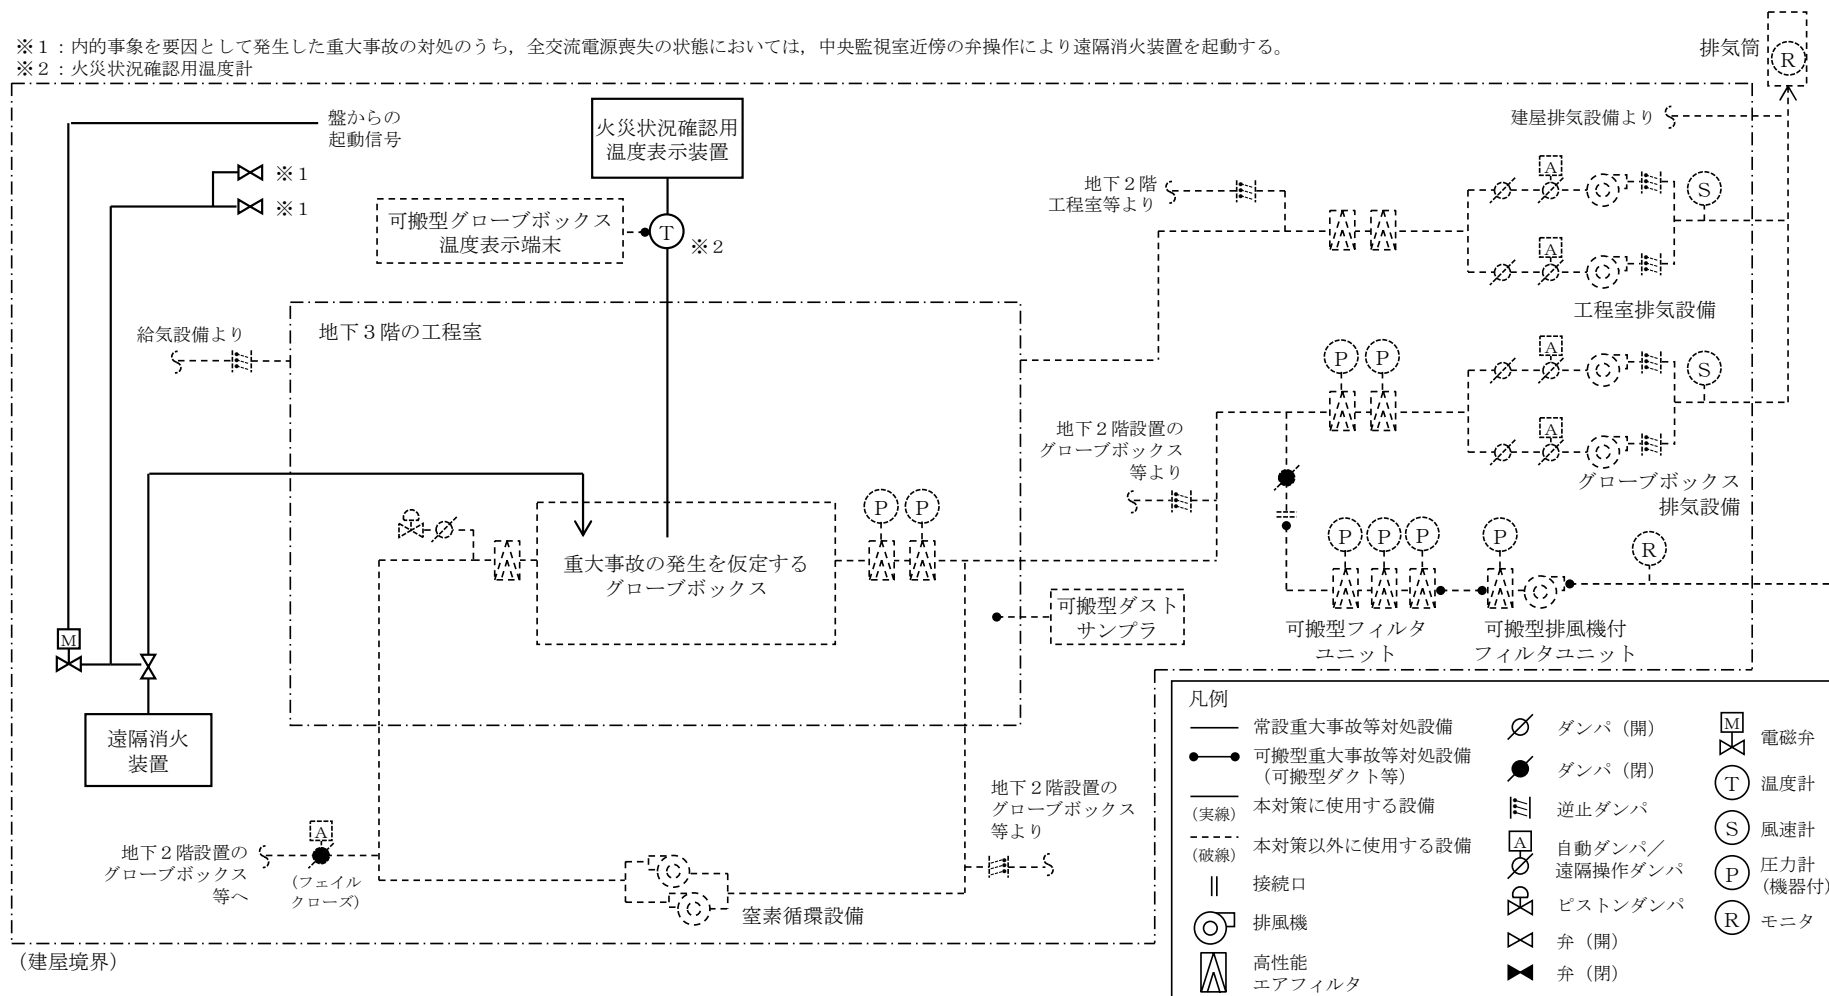 ※１：内的事象を要因として発生した重大事故の対処のうち，全交流電源喪失の状態においては，中央監視室近傍の弁操作により遠隔消火装置を起動する。
※２：火災状況確認用温度計
排気筒
R
盤からの
起動信号
※１
※１
火災状況確認用
温度表示装置
可搬型グローブボックス
温度表示端末
T
※２
建屋排気設備より
地下２階
工程室等より
A
S
A
工程室排気設備
給気設備より
地下３階の工程室
P
P
A
S
A
グローブボックス
排気設備
地下２階設置の
グローブボックス
等より
重大事故の発生を仮定する
グローブボックス
P
P
P
P
P
P
R
可搬型フィルタ
ユニット
可搬型排風機付
フィルタユニット
可搬型ダスト
サンプラ
M
遠隔消火
装置
地下２階設置の
グローブボックス
等へ
A
（フェイル
クローズ）
窒素循環設備
地下２階設置の
グローブボックス
等より
（建屋境界）
凡例
常設重大事故等対処設備
可搬型重大事故等対処設備
（可搬型ダクト等）
（実線）
本対策に使用する設備
（破線）
本対策以外に使用する設備
接続口
排風機
高性能
エアフィルタ
ダンパ（開）
ダンパ（閉）
逆止ダンパ
A
自動ダンパ／
遠隔操作ダンパ
ピストンダンパ
弁（開）
弁（閉）
M
電磁弁
T
温度計
S
風速計
P
圧力計
（機器付）
R
モニタ